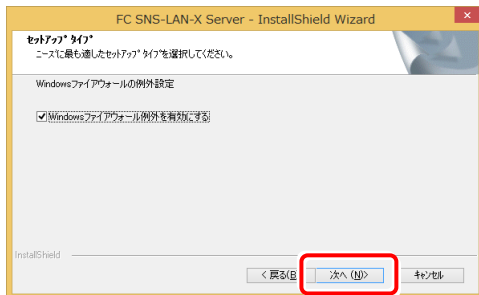 FC SNS-LAN-X Server - InstallShield Wizard
セットアップ タイプ
ニーズに最も適したセットアップ タイプを選択してください。
Windowsファイアウォールの例外設定
Windowsファイアウォール例外を有効にする
InstallShield
< 戻る(B 次へ (N)> キャンセル